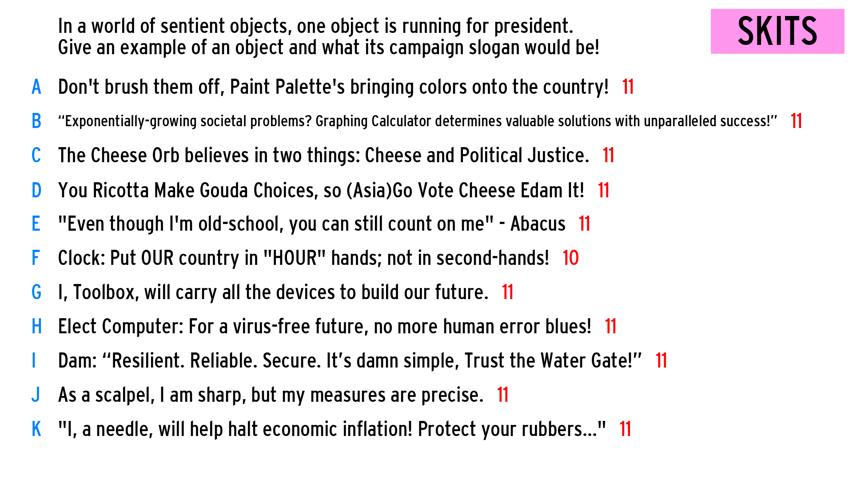 In a world of sentient objects, one object is running for president.
Give an example of an object and what its campaign slogan would be!
SKITS
A Don't brush them off, Paint Palette's bringing colors onto the country! 11
B “Exponentially-growing societal problems? Graphing Calculator determines valuable solutions with unparalleled success!” 11
C The Cheese Orb believes in two things: Cheese and Political Justice. 11
D You Ricotta Make Gouda Choices, so (Asia)Go Vote Cheese Edam It! 11
E "Even though I'm old-school, you can still count on me" - Abacus 11
F Clock: Put OUR country in "HOUR" hands; not in second-hands! 10
G I, Toolbox, will carry all the devices to build our future. 11
H Elect Computer: For a virus-free future, no more human error blues! 11
I Dam: “Resilient. Reliable. Secure. It’s damn simple, Trust the Water Gate!” 11
J As a scalpel, I am sharp, but my measures are precise. 11
K "I, a needle, will help halt economic inflation! Protect your rubbers..." 11